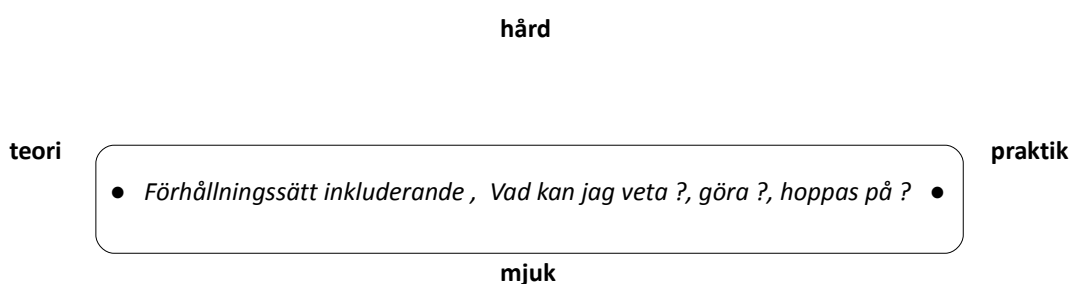 hård
teori
praktik
● Förhållningssätt inkluderande , Vad kan jag veta ?, göra ?, hoppas på ? ●
mjuk